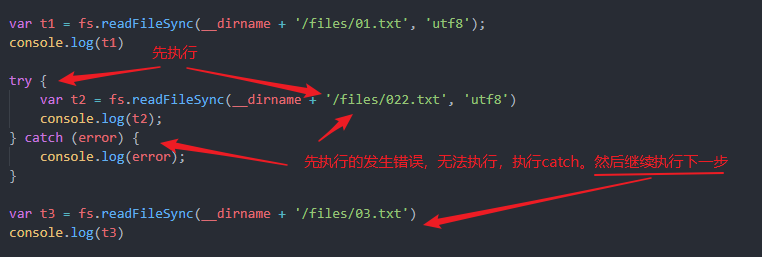 var t1 = fs.readFileSync(__dirname + '/files/01.txt', 'utf8');
console.log(t1)
先执行
try {
var t2 = fs.readFileSync(__dirname + '/files/022.txt', 'utf8')
console.log(t2);
} catch (error) {
console.log(error);
先执行的发生错误，无法执行，执行catch。然后继续执行下一步
}
var t3 = fs.readFileSync(__dirname + '/files/03.txt')
console.log(t3)